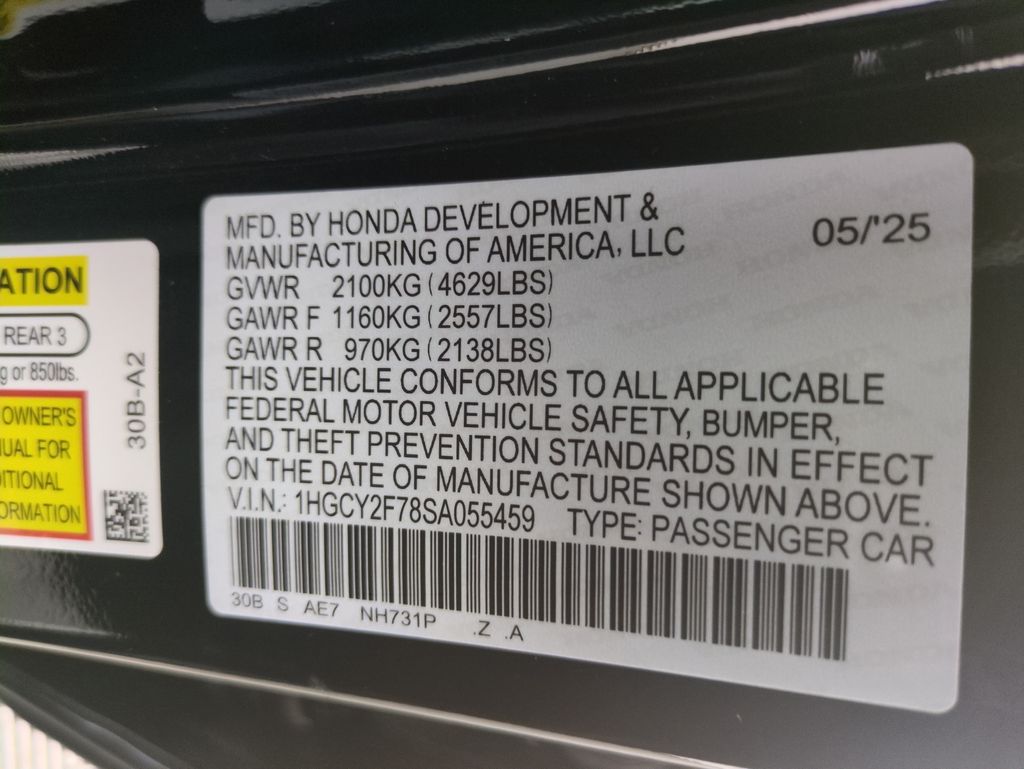 ATION
REAR 3
g or 850lbs.
OWNER'S
UAL FOR
DITIONAL
ORMATION
30B-A2
MFD. BY HONDA DEVELOPMENT &
MANUFACTURING OF AMERICA, LLC
05/'25
GVWR 2100KG (4629LBS)
GAWR F 1160KG (2557LBS)
GAWR R 970KG (2138LBS)
THIS VEHICLE CONFORMS TO ALL APPLICABLE
FEDERAL MOTOR VEHICLE SAFETY, BUMPER,
AND THEFT PREVENTION STANDARDS IN EFFECT
ON THE DATE OF MANUFACTURE SHOWN ABOVE.
V.I.N.: 1HGCY2F78SA055459 TYPE: PASSENGER CAR
30B S AE7 NH731P .Z .A